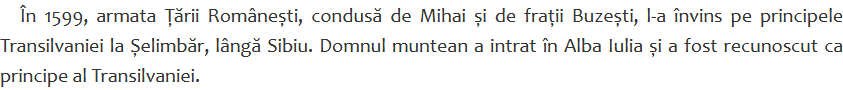 În 1599, armata Țării Românești, condusă de Mihai și de frații Buzești, l-a învins pe principele
Transilvaniei la Șelimbăr, lângă Sibiu. Domnul muntean a intrat în Alba Iulia și a fost recunoscut ca
principe al Transilvaniei.